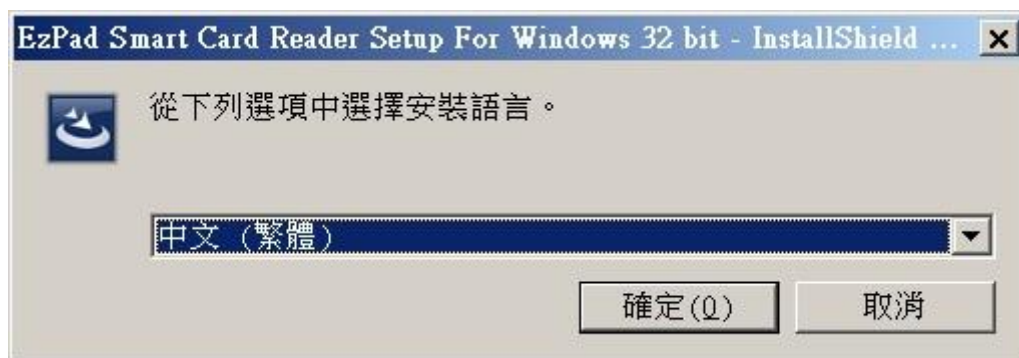 EzPad Smart Card Reader Setup For Windows 32 bit - InstallShield ...
從下列選項中選擇安裝語言。
中文 (繁體)
確定(O)
取消